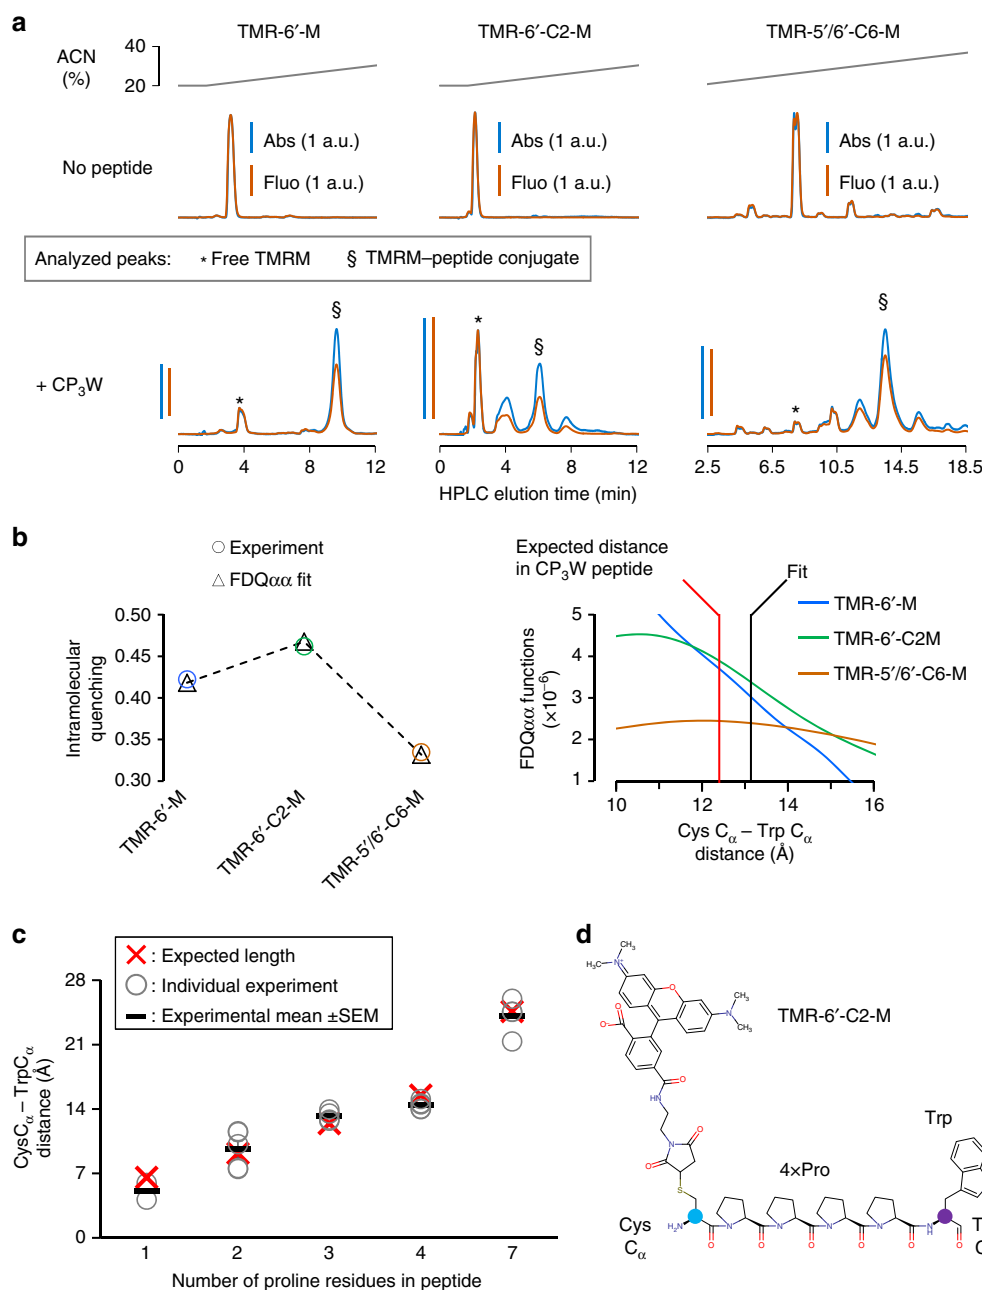 a
TMR-6′-M
TMR-6′-C2-M
TMR-5′/6′-C6-M
ACN
(%)
40
20
No peptide
Abs (1 a.u.)
Fluo (1 a.u.)
Abs (1 a.u.)
Fluo (1 a.u.)
Abs (1 a.u.)
Fluo (1 a.u.)
Analyzed peaks: * Free TMRM § TMRM–peptide conjugate
+ CP₃W
*
§
*
§
*
§
0 4 8 12
0 4 8 12
2.5 6.5 10.5 14.5 18.5
HPLC elution time (min)
b
Experiment
FDQαα fit
Intramolecular
quenching
0.50
0.45
0.40
0.35
0.30
TMR-6′-M
TMR-6′-C2-M
TMR-5′/6′-C6-M
Expected distance
in CP₃W peptide
Fit
TMR-6′-M
TMR-6′-C2M
TMR-5′/6′-C6-M
FDQαα functions
(×10⁻⁶)
5
4
3
2
1
10 12 14 16
Cys Cα – Trp Cα
distance (Å)
c
: Expected length
: Individual experiment
: Experimental mean ±SEM
CysCα – TrpCα
distance (Å)
28
21
14
7
0
1 2 3 4 7
Number of proline residues in peptide
d
CH₃
H₃C
N⁺
O
CH₃
N
CH₃
O⁻
O
TMR-6′-C2-M
O
HN
N
O
O
S
4×Pro
Trp
Cys
Cα
H₂N
O
N
O
N
O
N
O
N
O
N
H
O